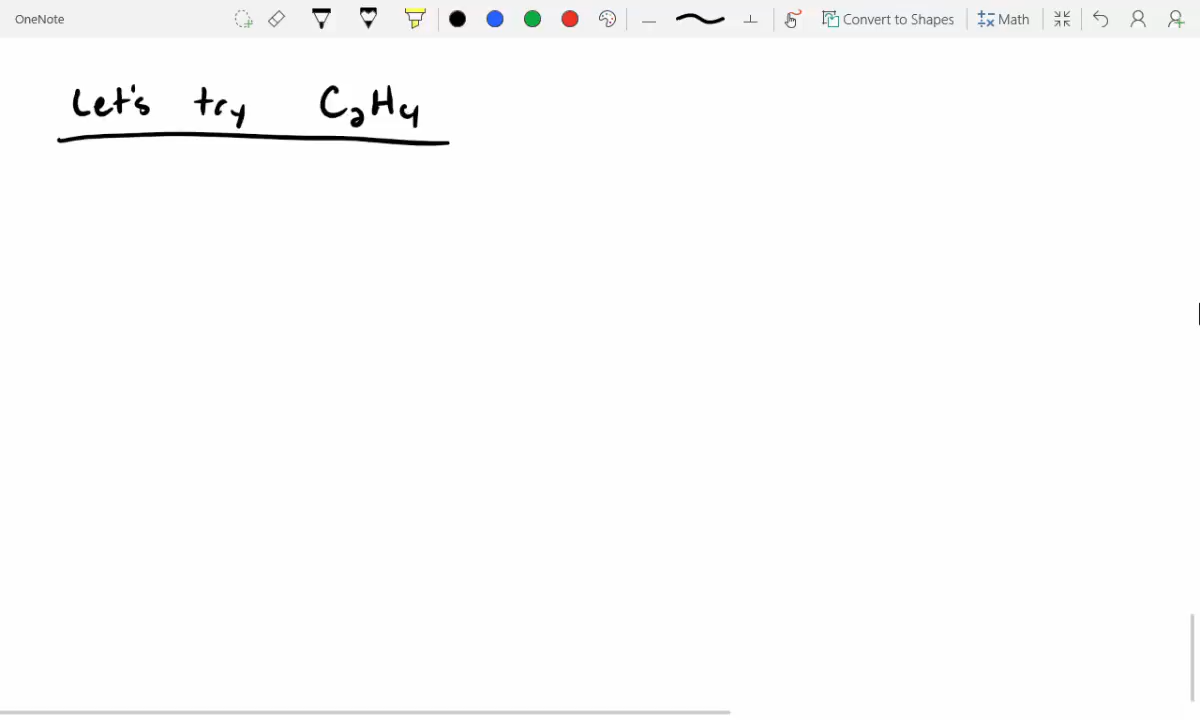 OneNote
Convert to Shapes
Math
Let's try C₂H₄